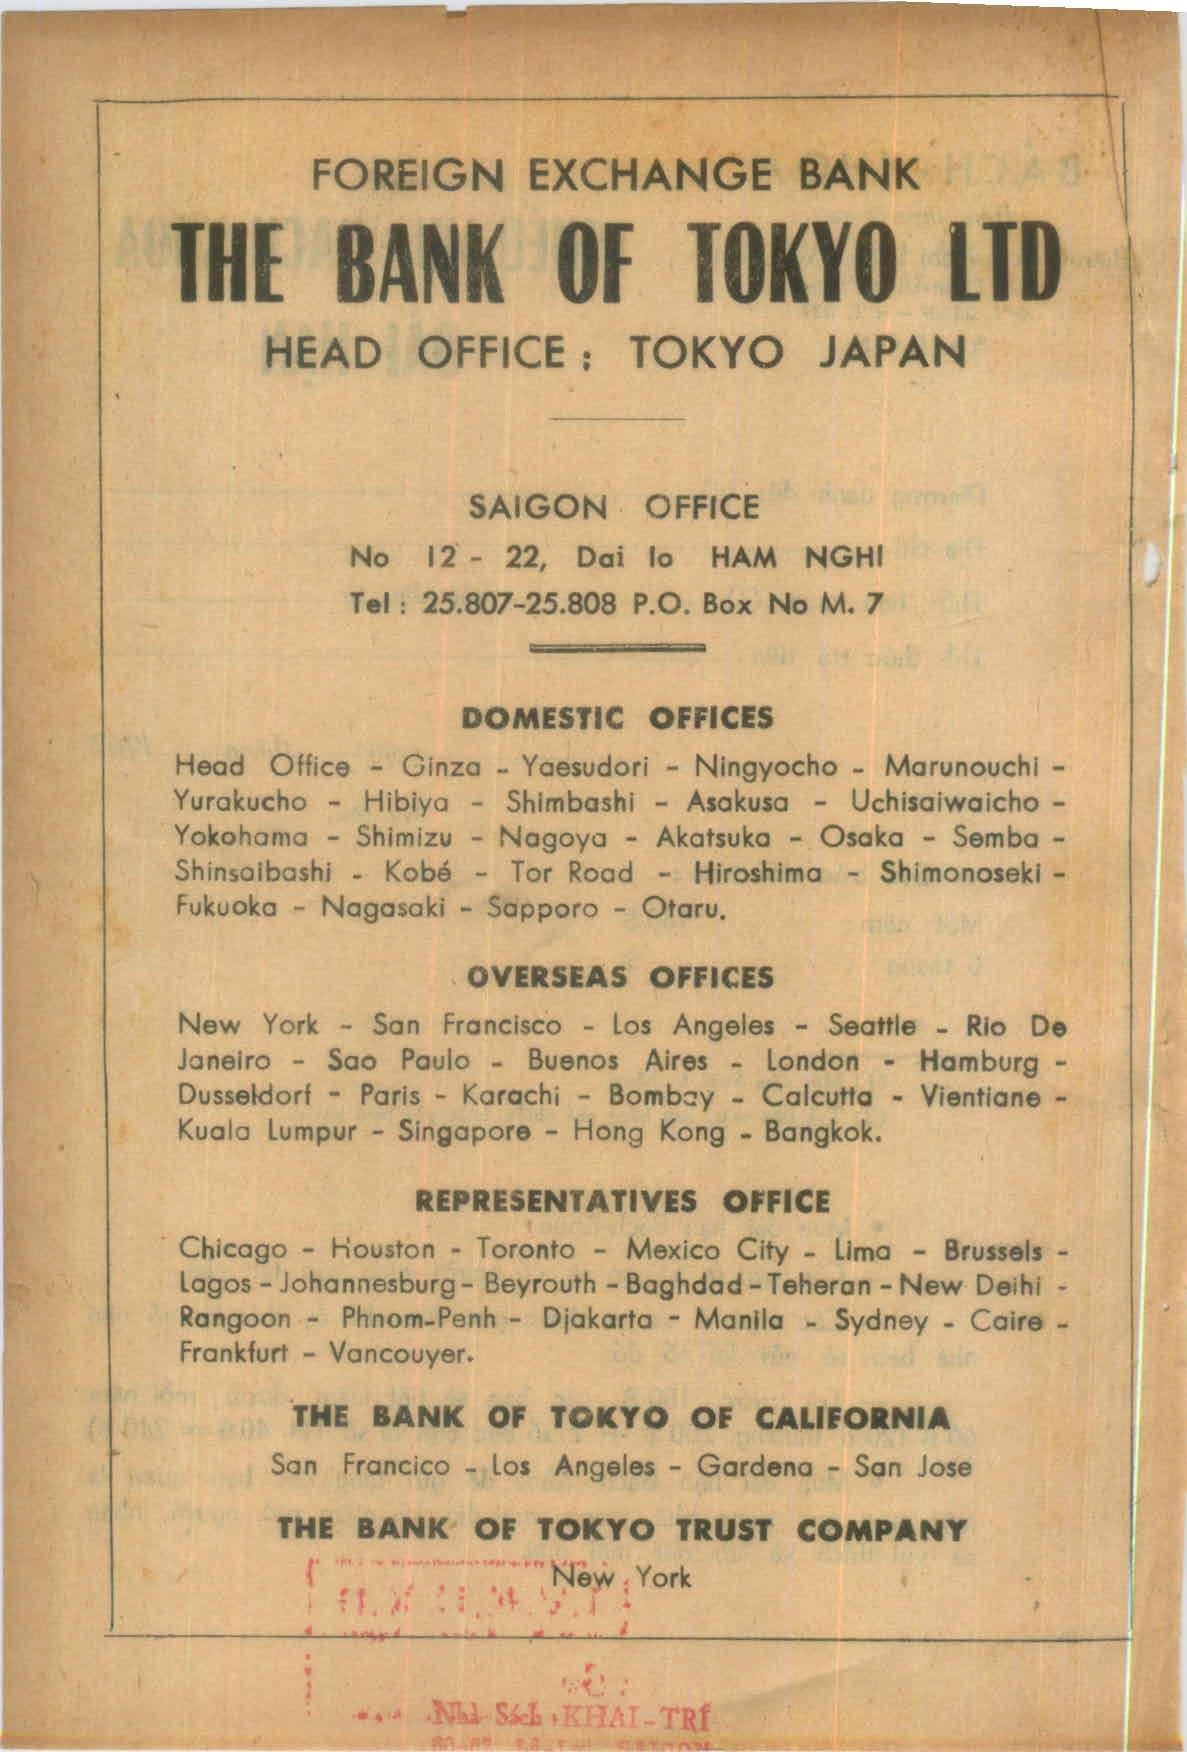 FOREIGN EXCHANGE BANK
THE BANK OF TOKYO LTD
HEAD OFFICE : TOKYO JAPAN
SAIGON OFFICE
No 12 - 22, Dai lo HAM NGHI
Tel : 25.807-25.808 P.O. Box No M. 7
DOMESTIC OFFICES
Head Office - Ginza - Yaesudori - Ningyocho - Marunouchi -
Yurakucho - Hibiya - Shimbashi - Asakusa - Uchisaiwaicho -
Yokohama - Shimizu - Nagoya - Akatsuka - Osaka - Semba -
Shinsaibashi - Kobé - Tor Road - Hiroshima - Shimonoseki -
Fukuoka - Nagasaki - Sapporo - Otaru.
OVERSEAS OFFICES
New York - San Francisco - Los Angeles - Seattle - Rio De
Janeiro - Sao Paulo - Buenos Aires - London - Hamburg -
Dusseldorf - Paris - Karachi - Bombay - Calcutta - Vientiane -
Kuala Lumpur - Singapore - Hong Kong - Bangkok.
REPRESENTATIVES OFFICE
Chicago - Houston - Toronto - Mexico City - Lima - Brussels -
Lagos - Johannesburg - Beyrouth - Baghdad - Teheran - New Deihi -
Rangoon - Phnom-Penh - Djakarta - Manila - Sydney - Caire -
Frankfurt - Vancouyer.
THE BANK OF TOKYO OF CALIFORNIA
San Francico - Los Angeles - Gardena - San Jose
THE BANK OF TOKYO TRUST COMPANY
New York
Nhà Sách KHAI-TRÍ
SAIGON